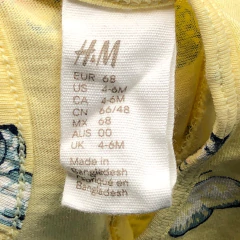 H&M
EUR 68
US 4-6M
CA 4-6M
CN 66/48
MX 68
AUS 00
UK 4-6M
Made in
Bangladesh
Fabriqué en
Bangladesh